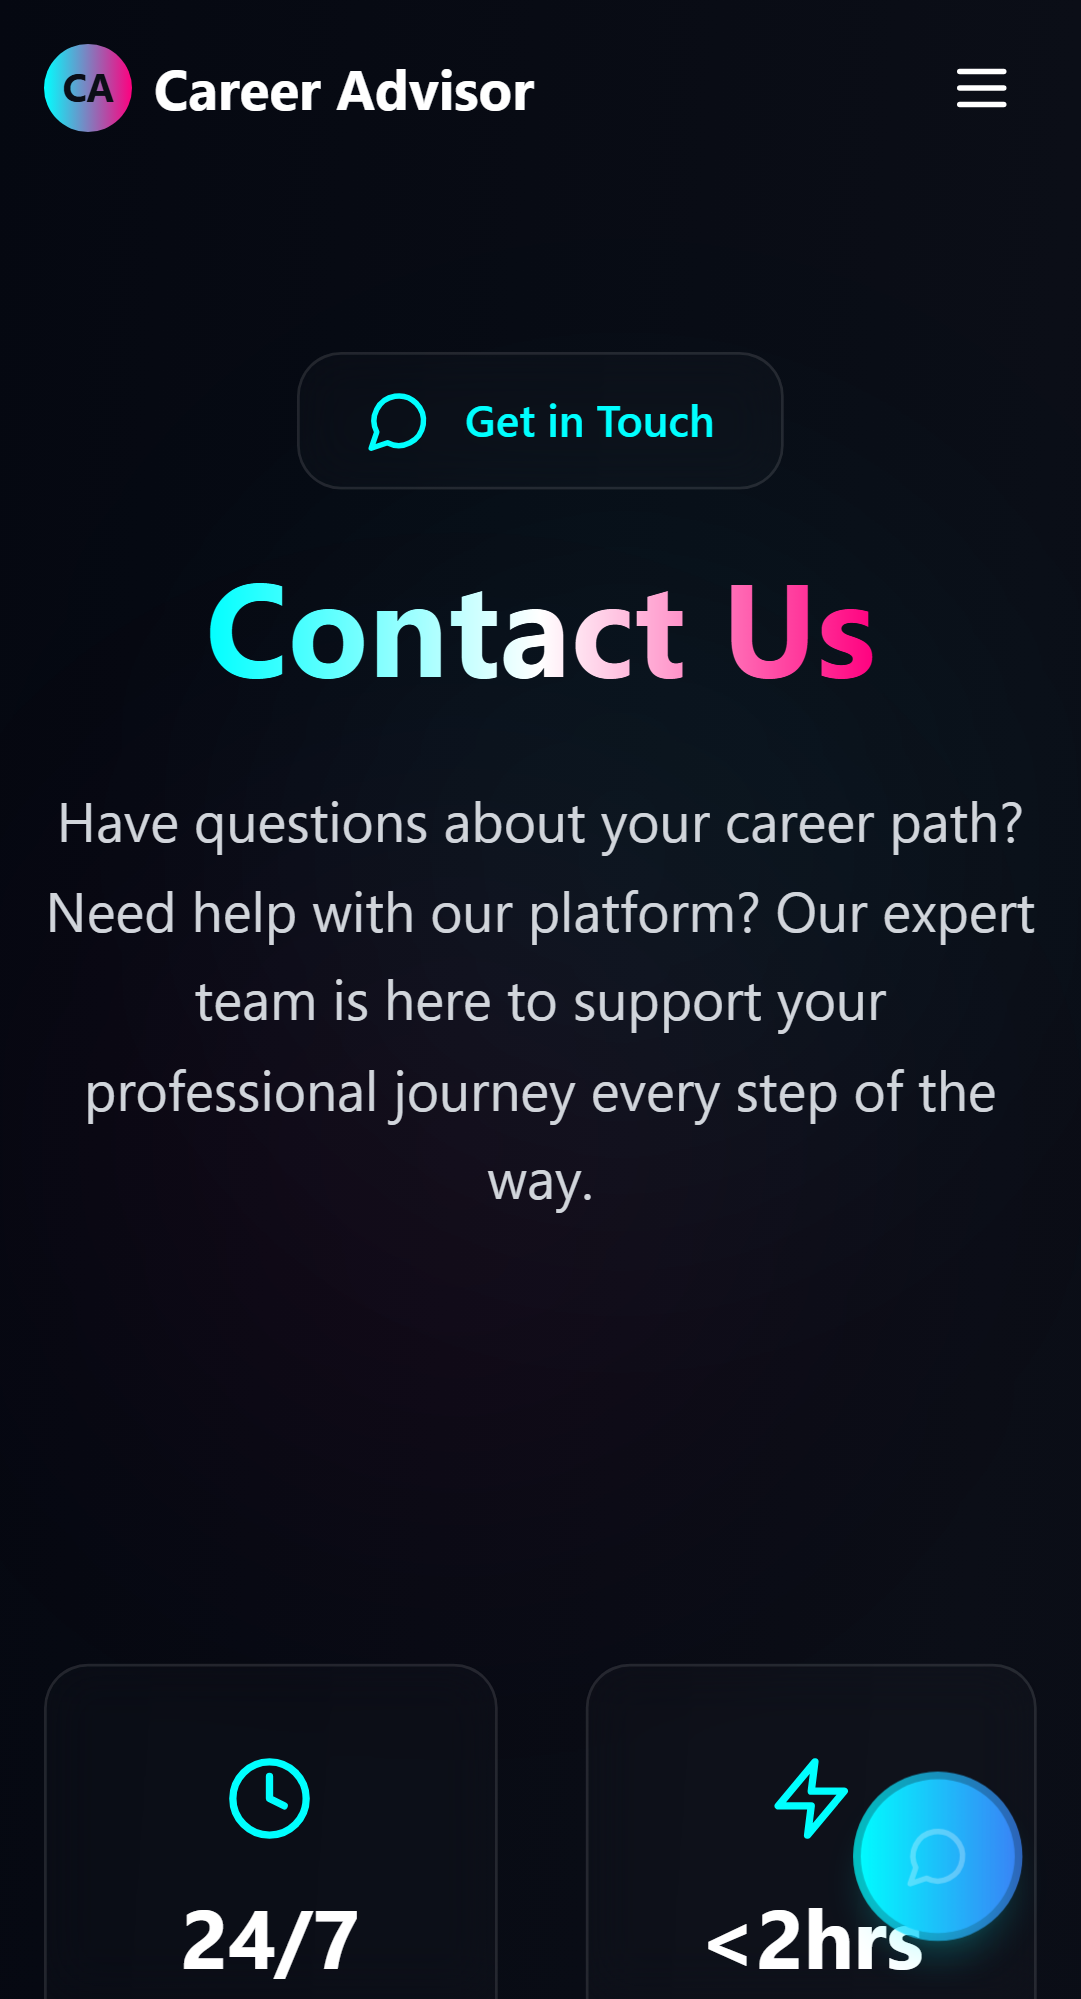 CA Career Advisor
Get in Touch
Contact Us
Have questions about your career path?
Need help with our platform? Our expert
team is here to support your
professional journey every step of the
way.
24/7
<2hrs